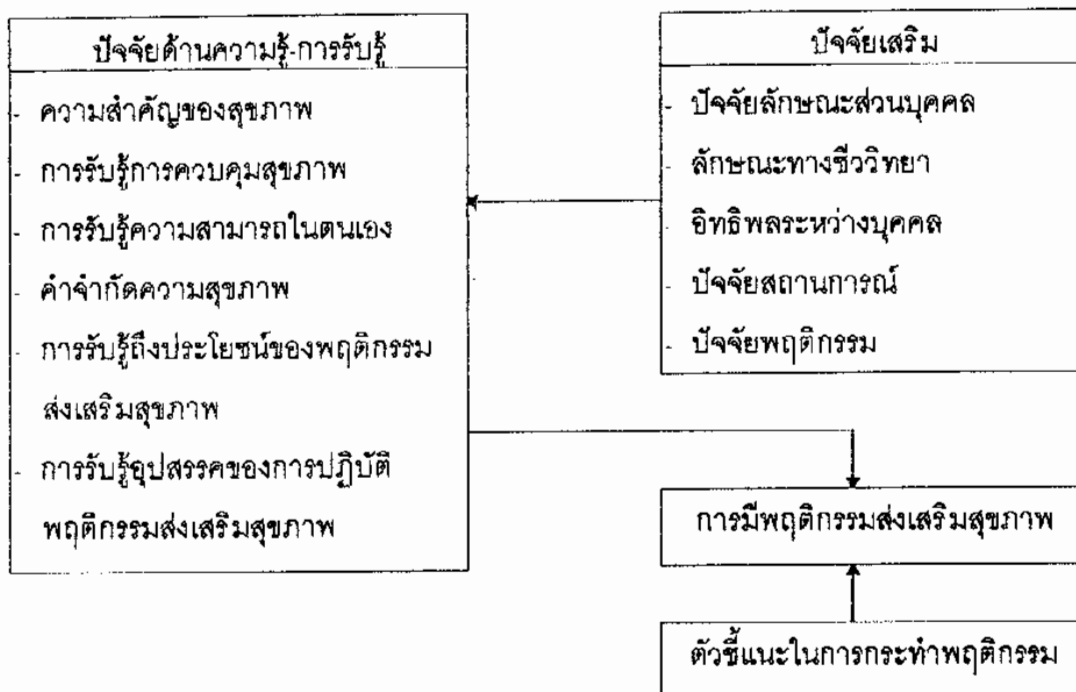 ปัจจัยด้านความรู้-การรับรู้
- ความสำคัญของสุขภาพ
- การรับรู้การควบคุมสุขภาพ
- การรับรู้ความสามารถในตนเอง
- คำจำกัดความสุขภาพ
- การรับรู้ถึงประโยชน์ของพฤติกรรม
ส่งเสริมสุขภาพ
- การรับรู้อุปสรรคของการปฏิบัติ
พฤติกรรมส่งเสริมสุขภาพ
ปัจจัยเสริม
- ปัจจัยลักษณะส่วนบุคคล
- ลักษณะทางชีววิทยา
- อิทธิพลระหว่างบุคคล
- ปัจจัยสถานการณ์
- ปัจจัยพฤติกรรม
การมีพฤติกรรมส่งเสริมสุขภาพ
ตัวชี้แนะในการกระทำพฤติกรรม